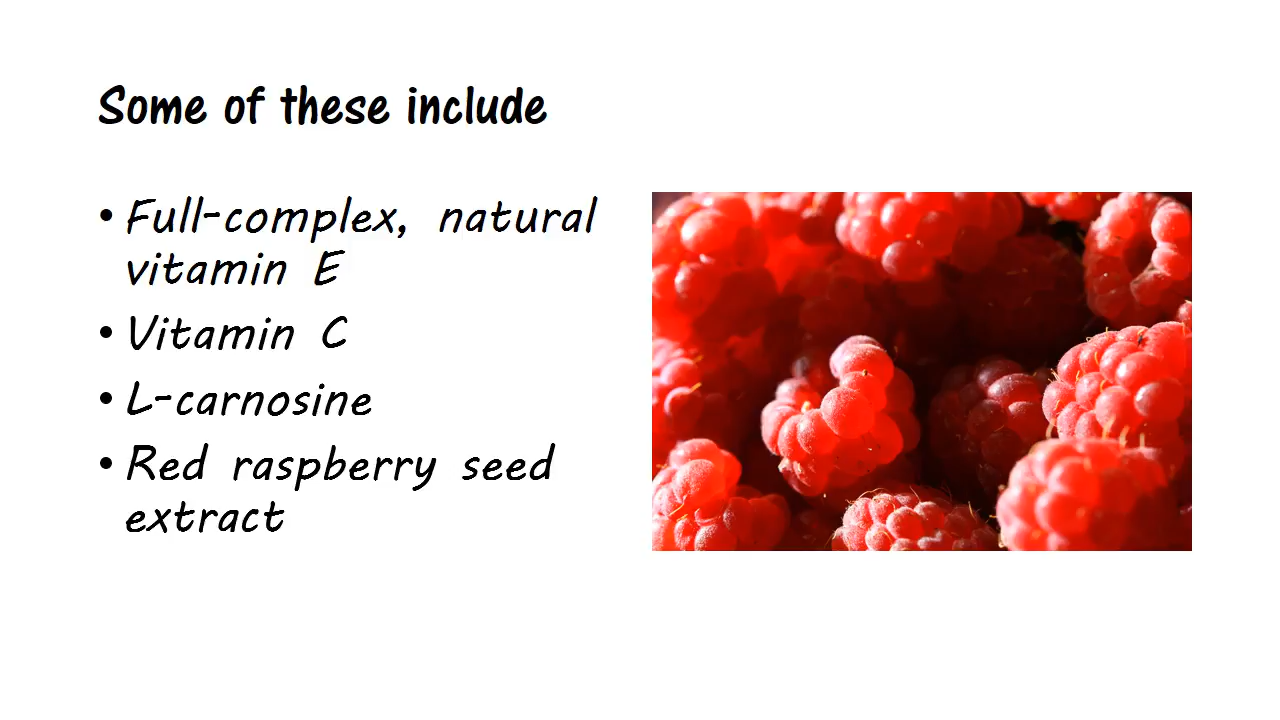 Some of these include
• Full-complex, natural
vitamin E
• Vitamin C
• L-carnosine
• Red raspberry seed
extract